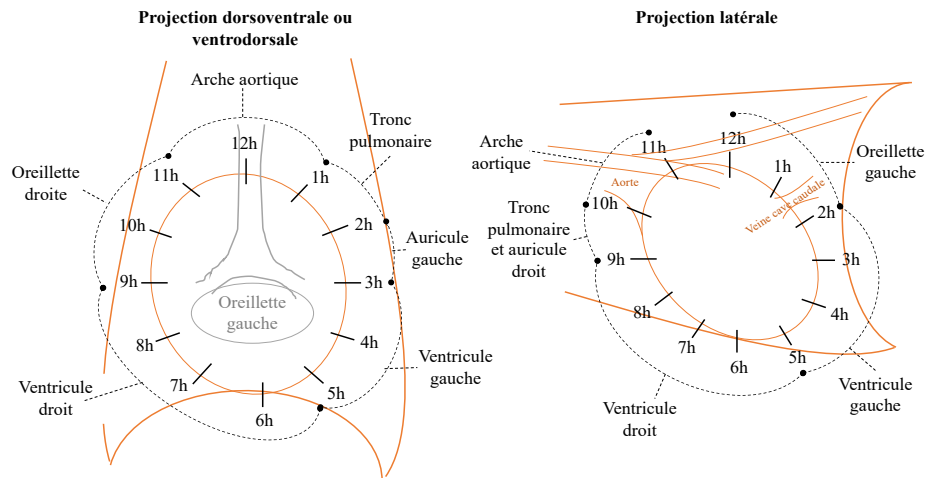 Projection dorsoventrale ou
ventrodorsale
Arche aortique
Tronc
pulmonaire
Oreillette
droite
Auricule
gauche
Oreillette
gauche
Ventricule
gauche
Ventricule
droit
12h
1h
2h
3h
4h
5h
6h
7h
8h
9h
10h
11h
Projection latérale
Arche
aortique
Oreillette
gauche
Aorte
Veine cave caudale
Tronc
pulmonaire
et auricule
droit
Ventricule
gauche
Ventricule
droit
12h
1h
2h
3h
4h
5h
6h
7h
8h
9h
10h
11h